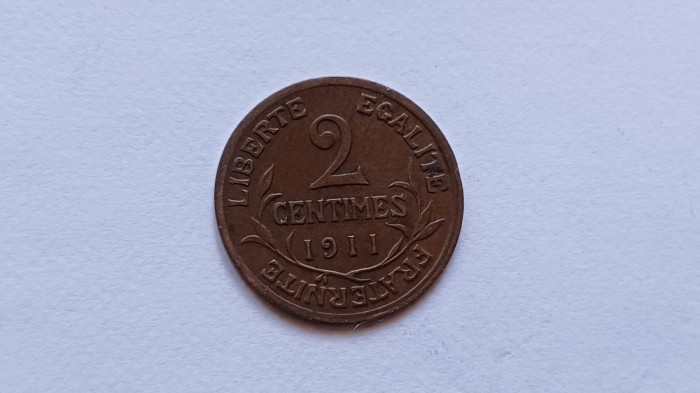 LIBERTE EGALITE
2
CENTIMES
1911
FRATERNITE